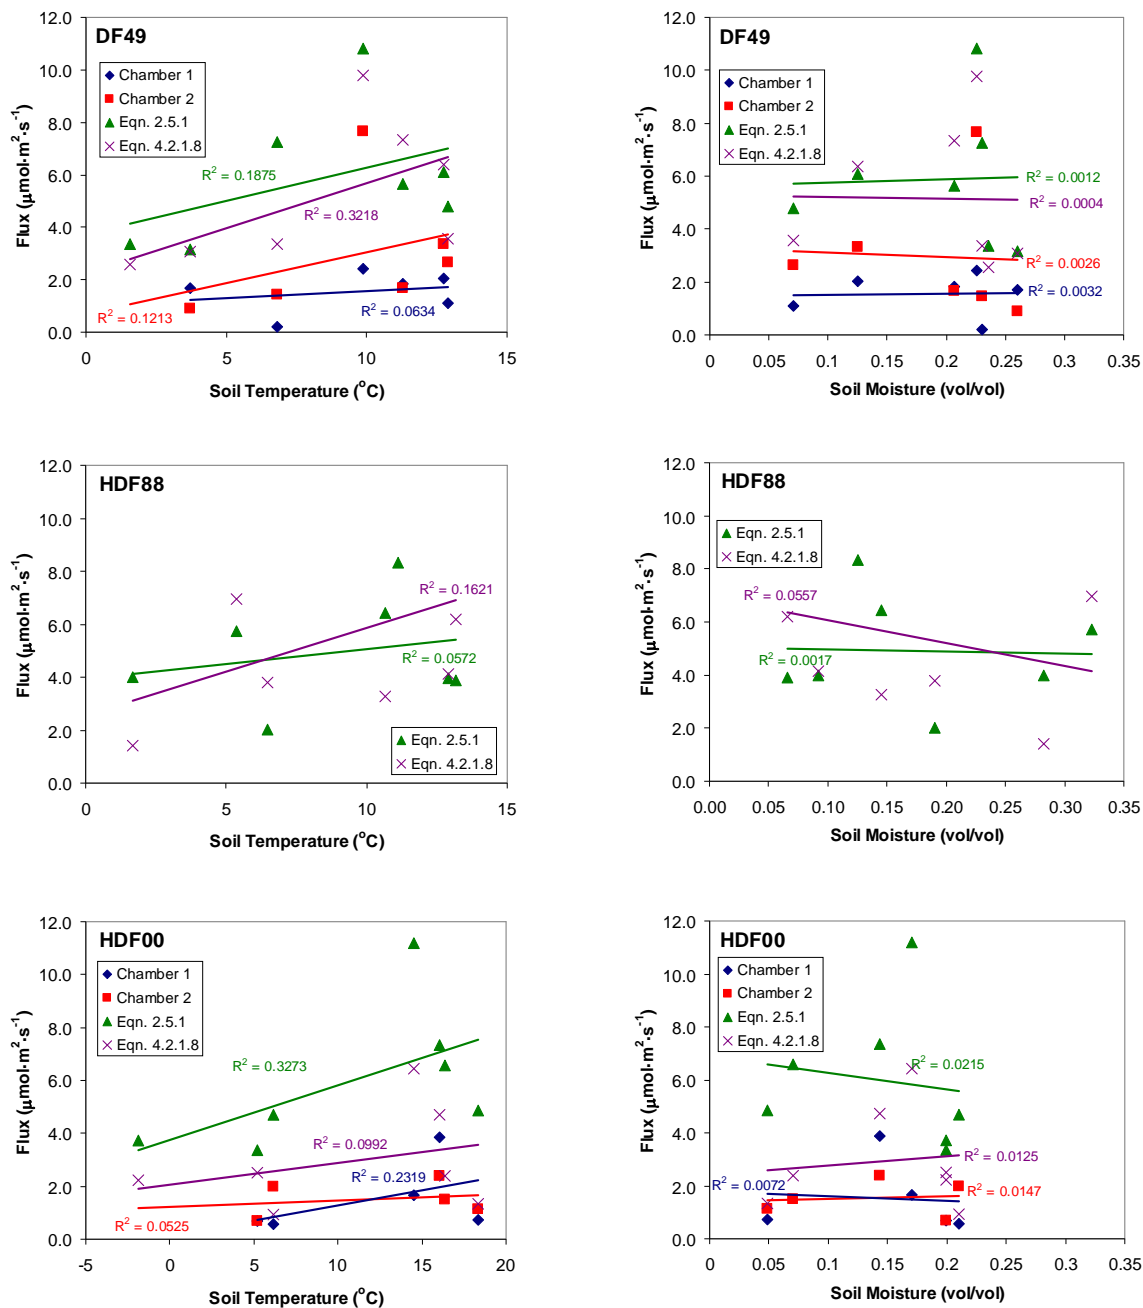 DF49
Chamber 1
Chamber 2
Eqn. 2.5.1
Eqn. 4.2.1.8
R² = 0.1875
R² = 0.3218
R² = 0.1213
R² = 0.0634
12.0
10.0
8.0
6.0
4.0
2.0
0.0
Flux (μmol·m²·s⁻¹)
0 5 10 15
Soil Temperature (°C)
DF49
Chamber 1
Chamber 2
Eqn. 2.5.1
Eqn. 4.2.1.8
R² = 0.0012
R² = 0.0004
R² = 0.0026
R² = 0.0032
12.0
10.0
8.0
6.0
4.0
2.0
0.0
Flux (μmol·m²·s⁻¹)
0 0.05 0.1 0.15 0.2 0.25 0.3 0.35
Soil Moisture (vol/vol)
HDF88
R² = 0.1621
R² = 0.0572
Eqn. 2.5.1
Eqn. 4.2.1.8
12.0
10.0
8.0
6.0
4.0
2.0
0.0
Flux (μmol·m²·s⁻¹)
0 5 10 15
Soil Temperature (°C)
HDF88
Eqn. 2.5.1
Eqn. 4.2.1.8
R² = 0.0557
R² = 0.0017
12.0
10.0
8.0
6.0
4.0
2.0
0.0
Flux (μmol·m²·s⁻¹)
0.00 0.05 0.10 0.15 0.20 0.25 0.30 0.35
Soil Moisture (vol/vol)
HDF00
Chamber 1
Chamber 2
Eqn. 2.5.1
Eqn. 4.2.1.8
R² = 0.3273
R² = 0.0992
R² = 0.2319
R² = 0.0525
12.0
10.0
8.0
6.0
4.0
2.0
0.0
Flux (μmol·m²·s⁻¹)
-5 0 5 10 15 20
Soil Temperature (°C)
HDF00
Chamber 1
Chamber 2
Eqn. 2.5.1
Eqn. 4.2.1.8
R² = 0.0215
R² = 0.0125
R² = 0.0072
R² = 0.0147
12.0
10.0
8.0
6.0
4.0
2.0
0.0
Flux (μmol·m²·s⁻¹)
0.00 0.05 0.10 0.15 0.20 0.25 0.30 0.35
Soil Moisture (vol/vol)